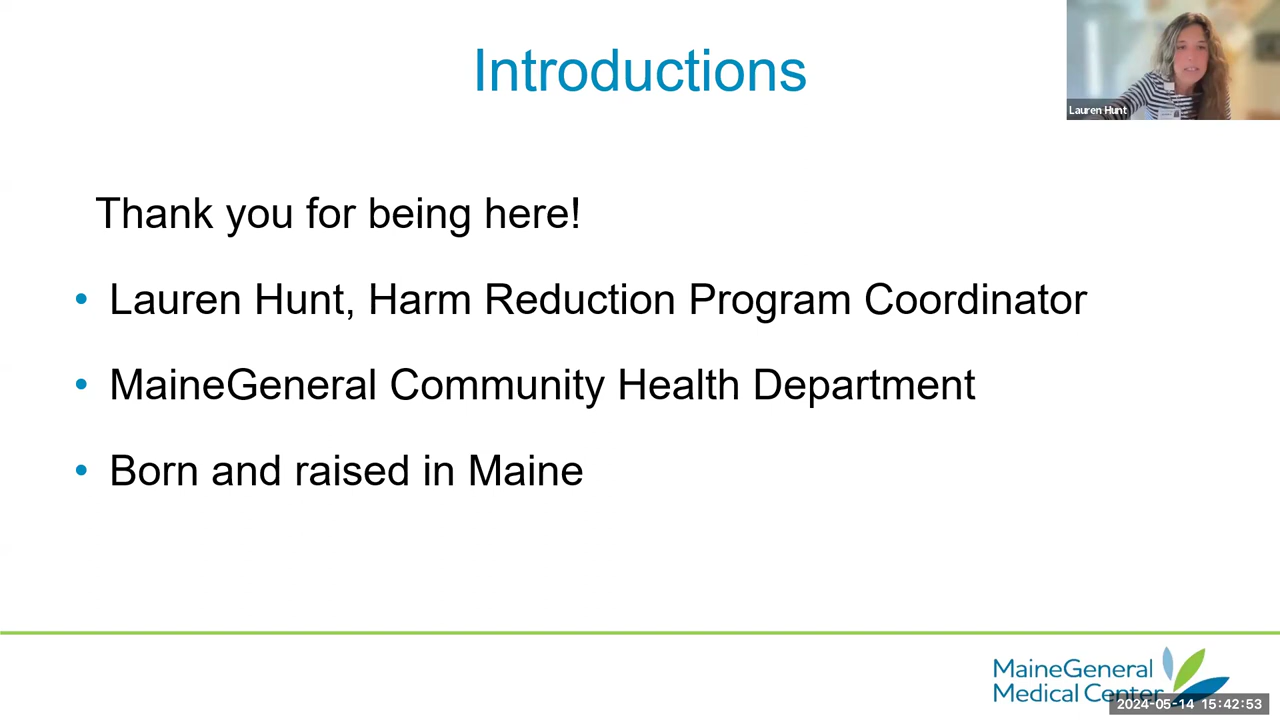 Introductions
Lauren Hunt
Thank you for being here!
• Lauren Hunt, Harm Reduction Program Coordinator
• MaineGeneral Community Health Department
• Born and raised in Maine
MaineGeneral
Medical Center
2024-05-14 15:42:53